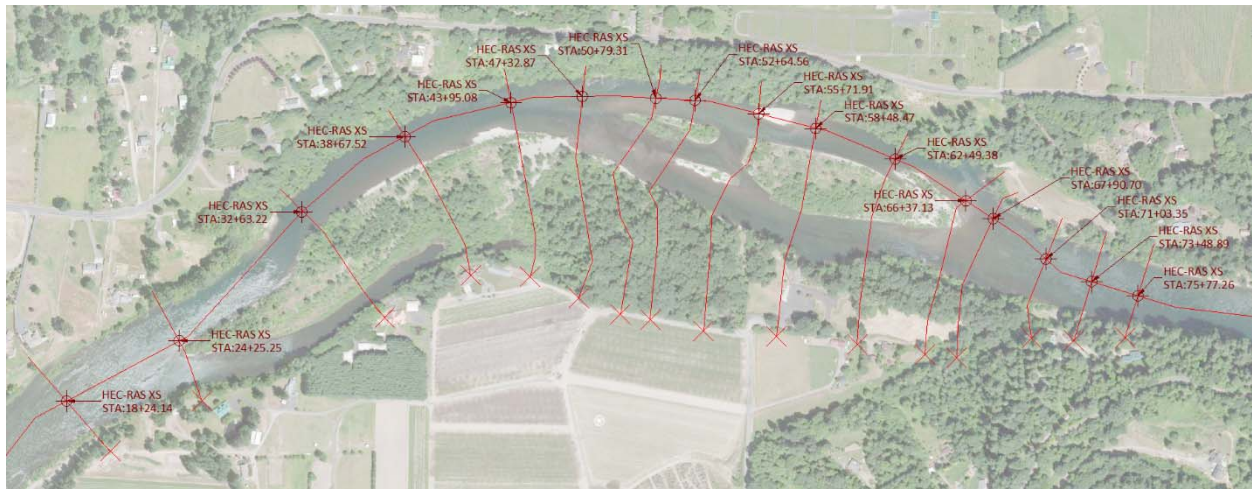 HEC-RAS XS
STA:18+24.14
HEC-RAS XS
STA:24+25.25
HEC-RAS XS
STA:32+63.22
HEC-RAS XS
STA:38+67.52
HEC-RAS XS
STA:43+95.08
HEC-RAS XS
STA:47+32.87
HEC-RAS XS
STA:50+79.31
HEC-RAS XS
STA:52+64.56
HEC-RAS XS
STA:55+71.91
HEC-RAS XS
STA:58+48.47
HEC-RAS XS
STA:62+49.38
HEC-RAS XS
STA:66+37.13
HEC-RAS XS
STA:67+90.70
HEC-RAS XS
STA:71+03.35
HEC-RAS XS
STA:73+48.89
HEC-RAS XS
STA:75+77.26